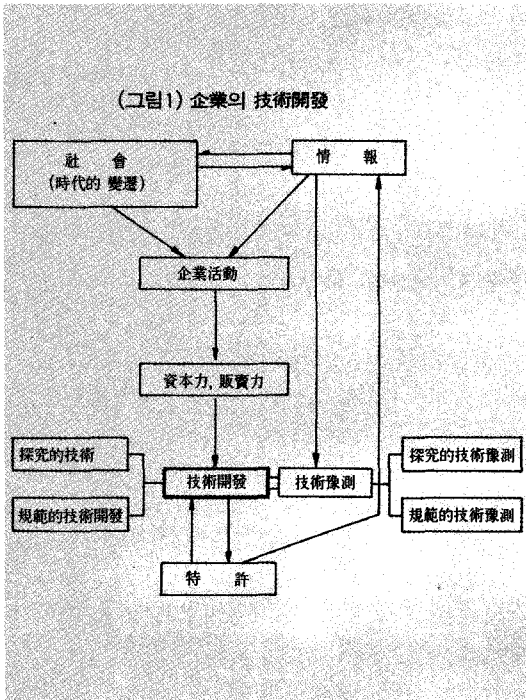 (그림1) 企業의 技術開發
社 會
(時代的 變遷)
情 報
企業活動
資本力, 販賣力
探究的技術
規範的技術開發
技術開發
技術豫測
探究的技術豫測
規範的技術豫測
特 許